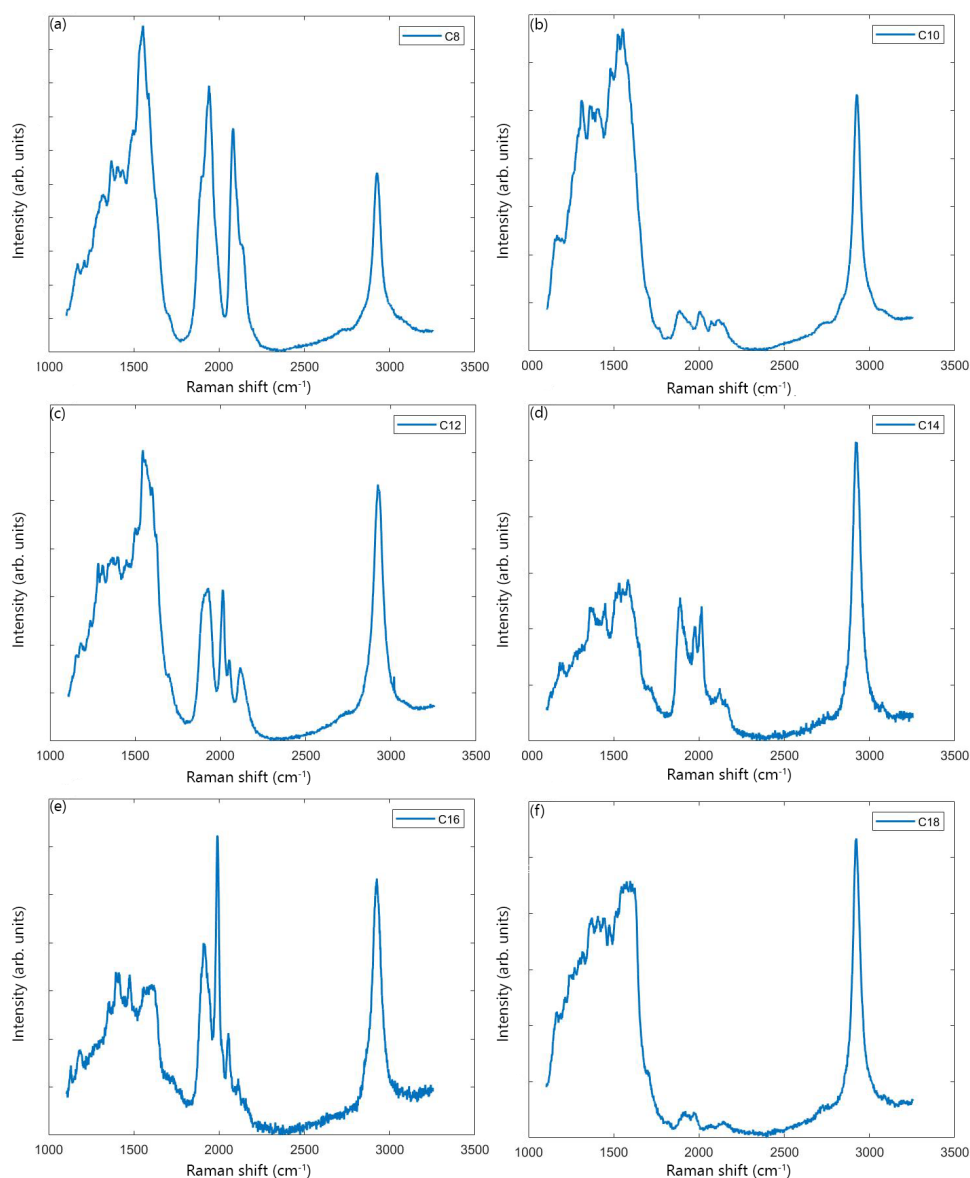 (a)
C8
Intensity (arb. units)
1000 1500 2000 2500 3000 3500
Raman shift (cm⁻¹)
(b)
C10
Intensity (arb. units)
000 1500 2000 2500 3000 3500
Raman shift (cm⁻¹)
(c)
C12
Intensity (arb. units)
1000 1500 2000 2500 3000 3500
Raman shift (cm⁻¹)
(d)
C14
Intensity (arb. units)
000 1500 2000 2500 3000 3500
Raman shift (cm⁻¹)
(e)
C16
Intensity (arb. units)
1000 1500 2000 2500 3000 3500
Raman shift (cm⁻¹)
(f)
C18
Intensity (arb. units)
000 1500 2000 2500 3000 3500
Raman shift (cm⁻¹)